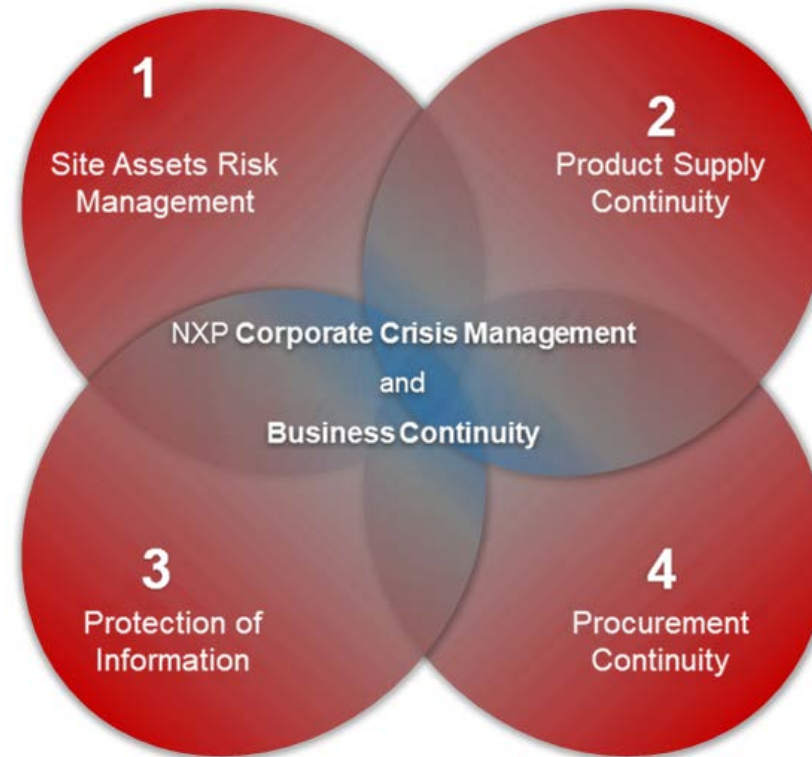 1
Site Assets Risk
Management
2
Product Supply
Continuity
NXP Corporate Crisis Management
and
Business Continuity
3
Protection of
Information
4
Procurement
Continuity